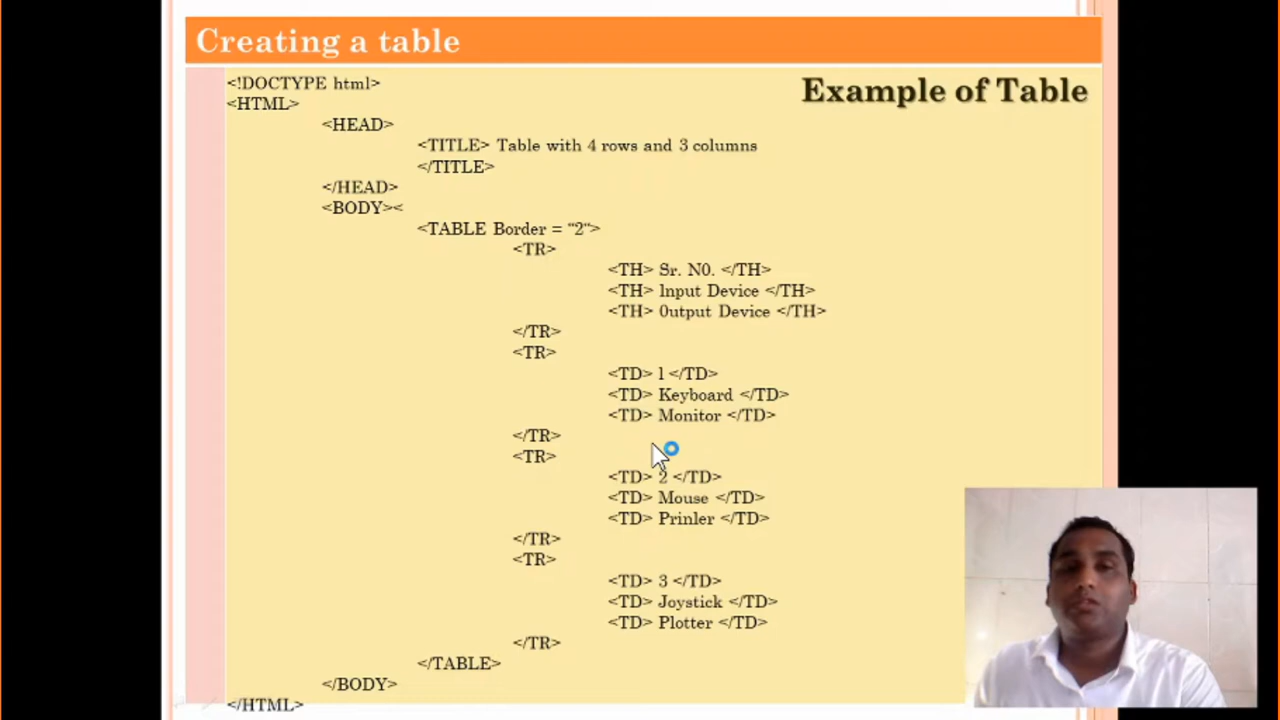 Creating a table
Example of Table
<!DOCTYPE html>
<HTML>
<HEAD>
<TITLE> Table with 4 rows and 3 columns
</TITLE>
</HEAD>
<BODY><
<TABLE Border = “2“>
<TR>
<TH> Sr. N0. </TH>
<TH> lnput Device </TH>
<TH> 0utput Device </TH>
</TR>
<TR>
<TD> l </TD>
<TD> Keyboard </TD>
<TD> Monitor </TD>
</TR>
<TR>
<TD> 2 </TD>
<TD> Mouse </TD>
<TD> Prinler </TD>
</TR>
<TR>
<TD> 3 </TD>
<TD> Joystick </TD>
<TD> Plotter </TD>
</TR>
</TABLE>
</BODY>
</HTML>